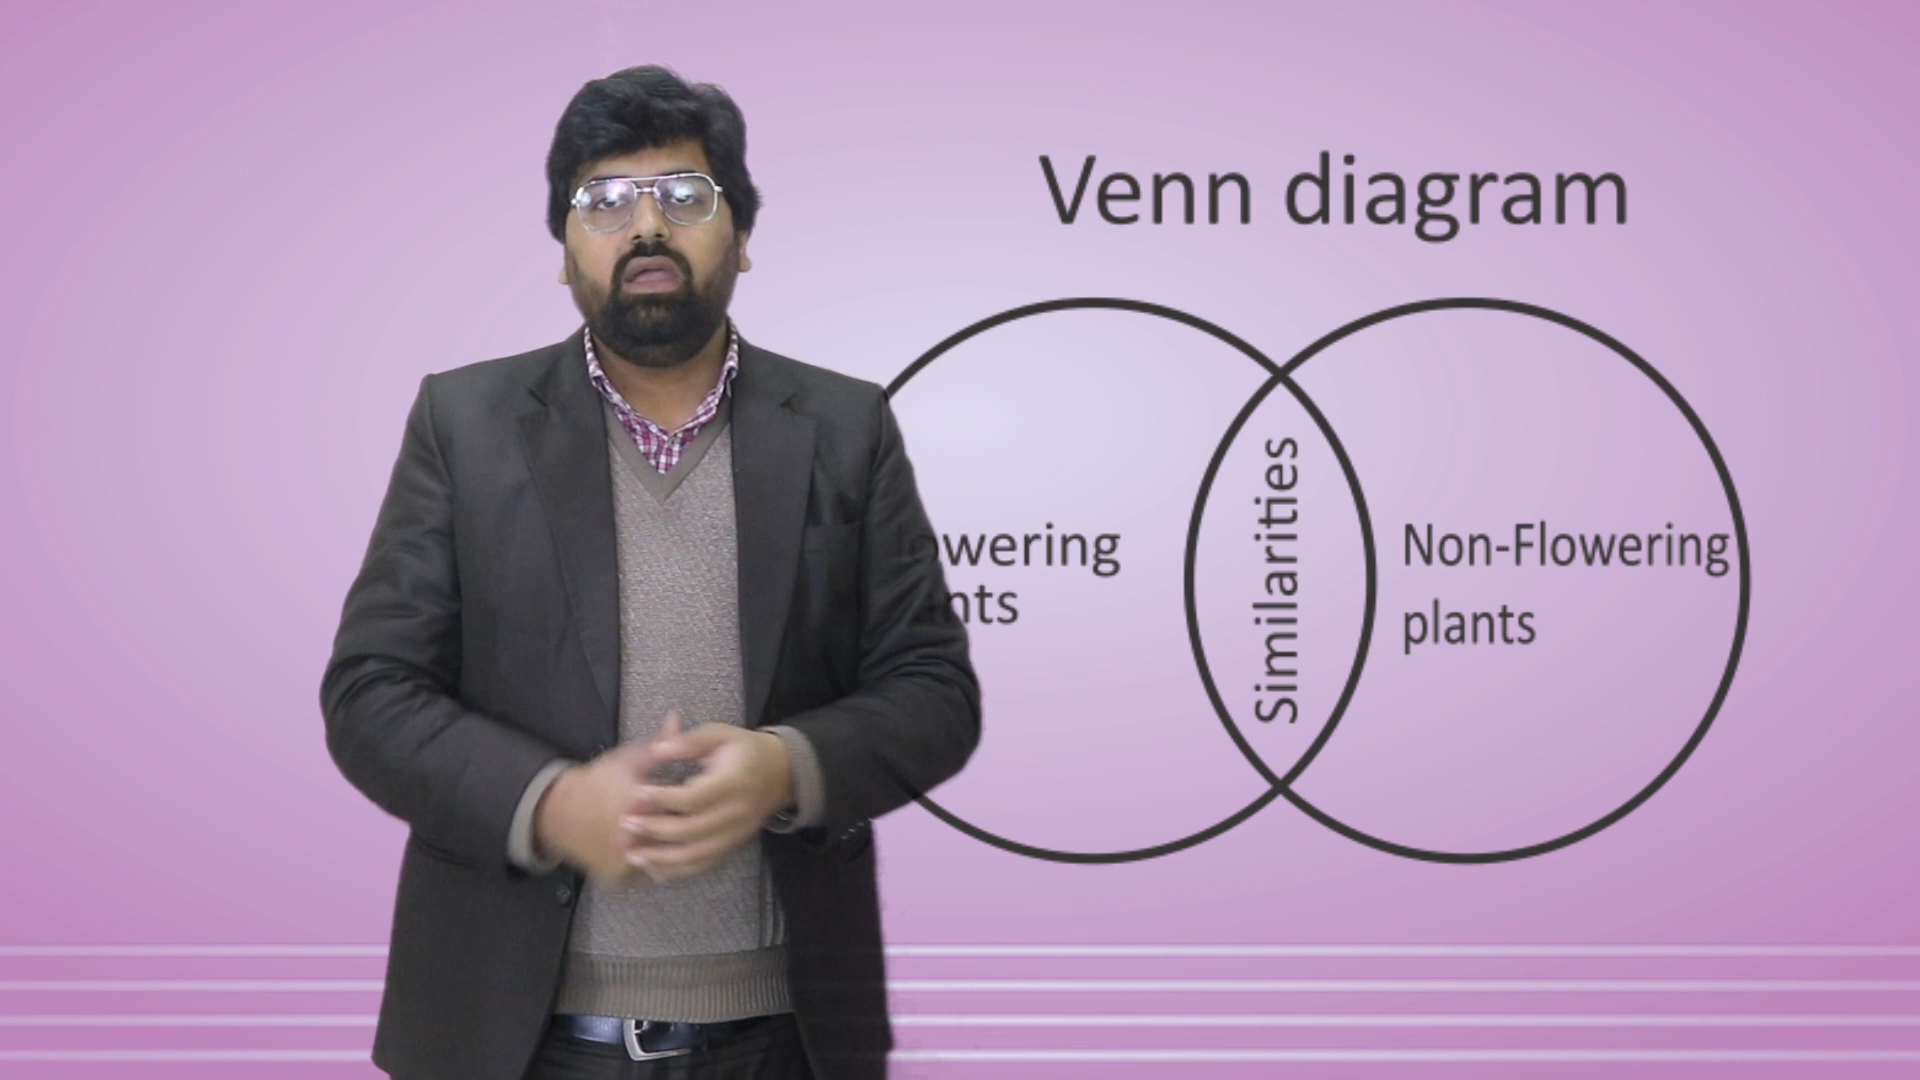 Venn diagram
owering
nts
Similarities
Non-Flowering
plants